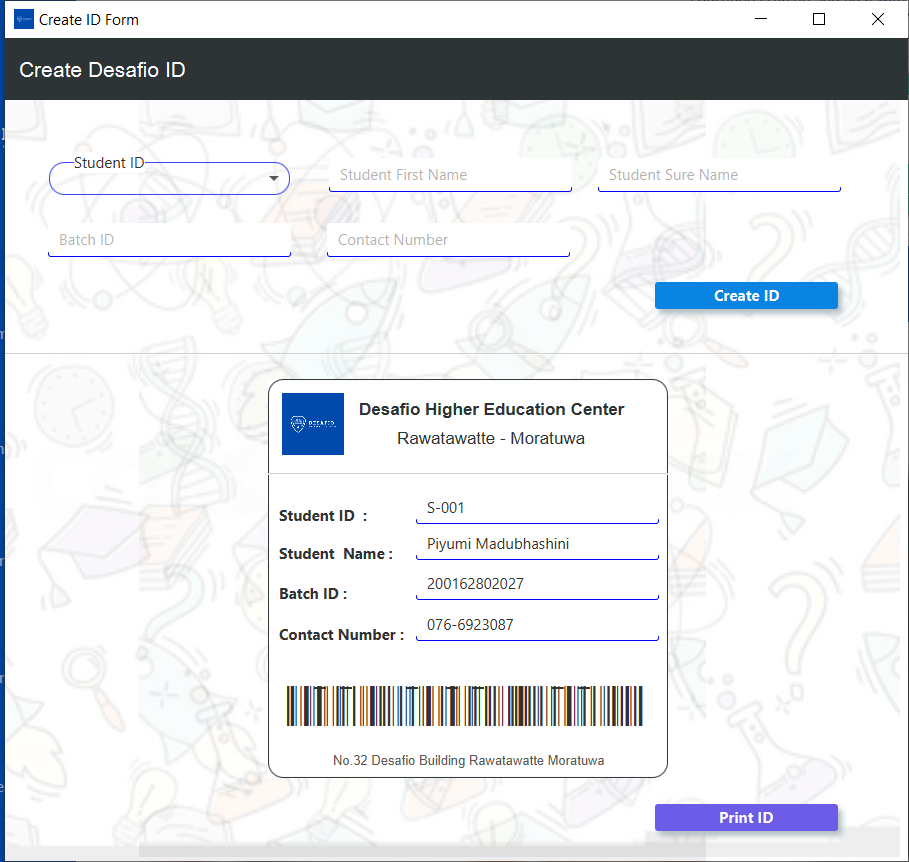 Create ID Form
Create Desafio ID
Student ID
Student First Name
Student Sure Name
Batch ID
Contact Number
Create ID
DESAFIO
Desafio Higher Education Center
Rawatawatte - Moratuwa
Student ID :
S-001
Student Name :
Piyumi Madubhashini
Batch ID :
200162802027
Contact Number :
076-6923087
No.32 Desafio Building Rawatawatte Moratuwa
Print ID